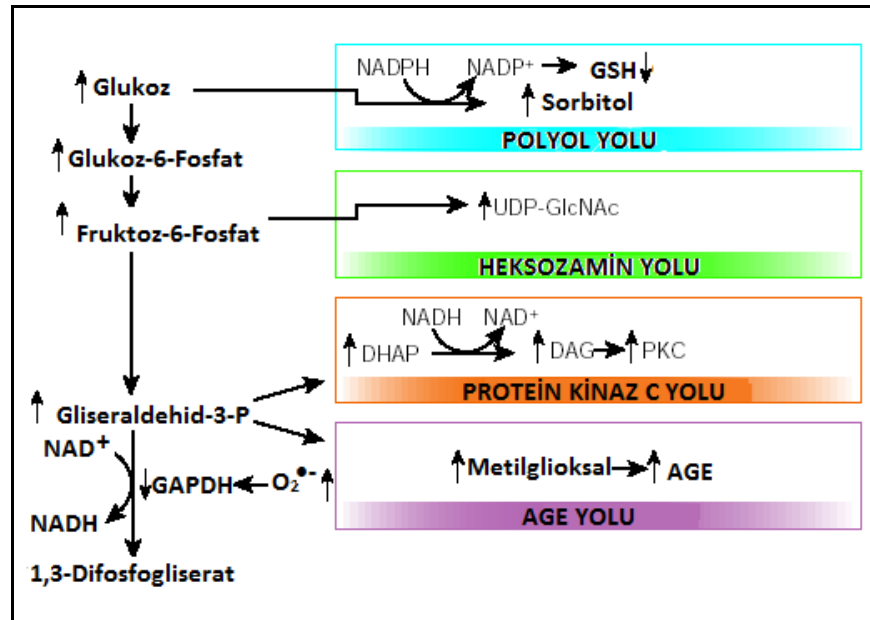 Glukoz
Glukoz-6-Fosfat
Fruktoz-6-Fosfat
Gliseraldehid-3-P
NAD+
GAPDH
O₂•-
NADH
1,3-Difosfogliserat
NADPH NADP+ GSH
Sorbitol
POLYOL YOLU
UDP-GlcNAc
HEKSOZAMİN YOLU
NADH NAD+
DHAP DAG PKC
PROTEİN KİNAZ C YOLU
Metilglioksal AGE
AGE YOLU